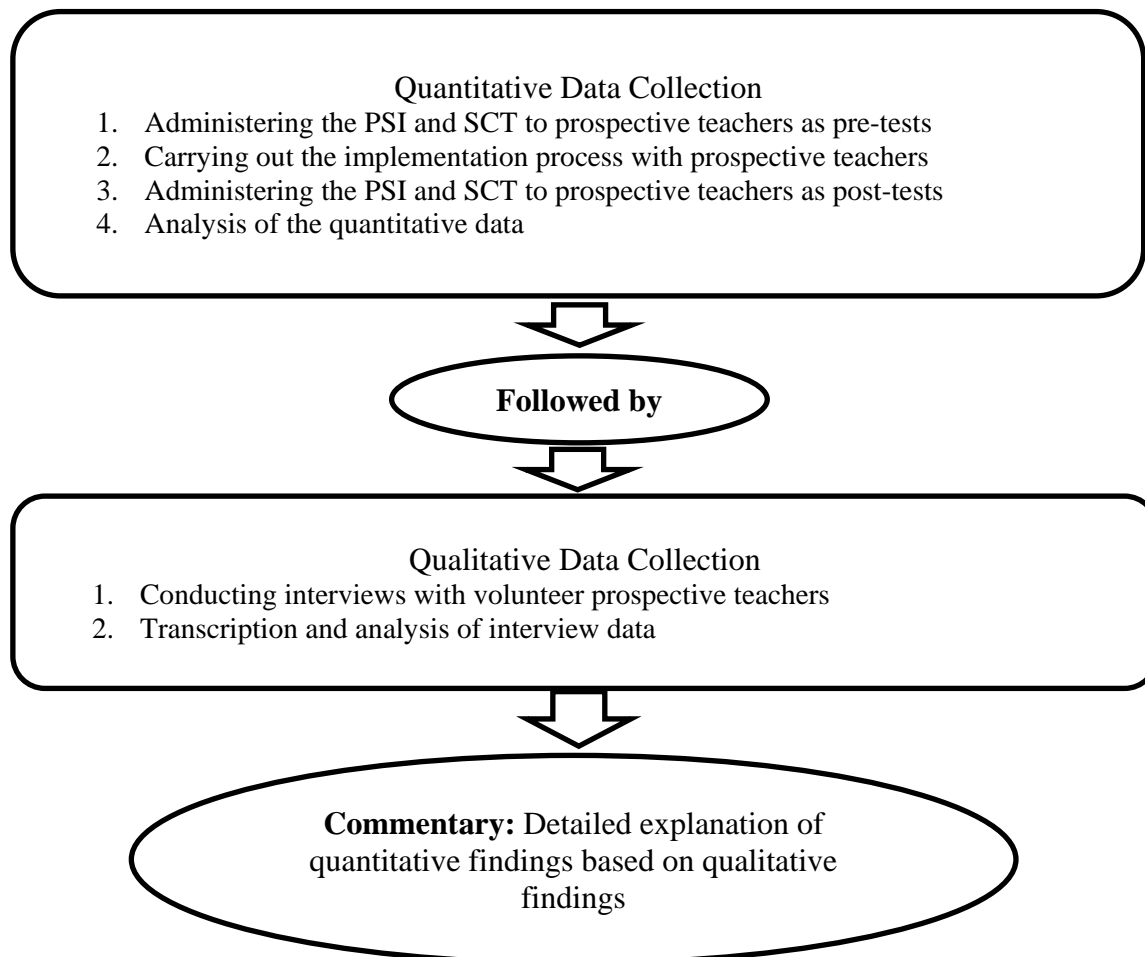 Quantitative Data Collection
1. Administering the PSI and SCT to prospective teachers as pre-tests
2. Carrying out the implementation process with prospective teachers
3. Administering the PSI and SCT to prospective teachers as post-tests
4. Analysis of the quantitative data
Followed by
Qualitative Data Collection
1. Conducting interviews with volunteer prospective teachers
2. Transcription and analysis of interview data
Commentary: Detailed explanation of
quantitative findings based on qualitative
findings